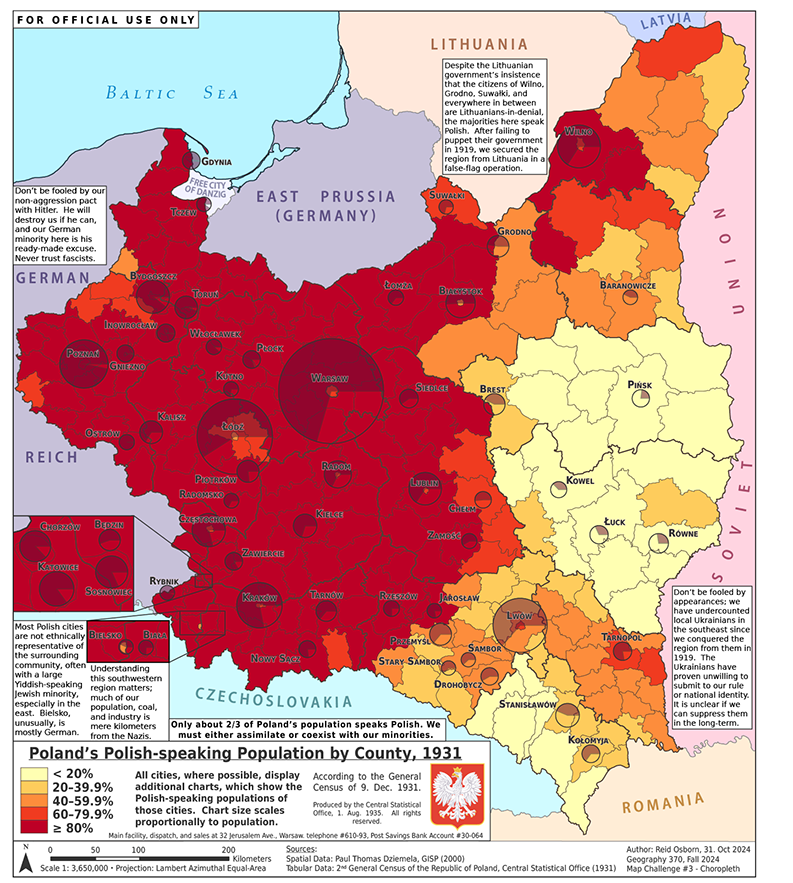 FOR OFFICIAL USE ONLY
LATVIA
LITHUANIA
BALTIC SEA
Despite the Lithuanian
government's insistence
that the citizens of Wilno,
Grodno, Suwałki, and
everywhere in between
are Lithuanians-in-denial,
the majorities here speak
Polish. After failing to
puppet their government
in 1919, we secured the
region from Lithuania in a
false-flag operation.
WILNO
GDYNIA
FREE CITY
OF DANZIG
EAST PRUSSIA
(GERMANY)
Don't be fooled by our
non-aggression pact
with Hitler. He will
destroy us if he can,
and our German
minority here is his
ready-made excuse.
Never trust fascists.
TCZEW
SUWAŁKI
GRODNO
GERMAN
REICH
SOVIET
UNION
BYDGOSZCZ
TORUŃ
ŁOMŻA
BIAŁYSTOK
BARANOWICZE
INOWROCŁAW
WŁOCŁAWEK
POZNAŃ
GNIEZNO
PŁOCK
KUTNO
WARSAW
SIEDLCE
BREST
PIŃSK
KALISZ
OSTRÓW
ŁÓDŹ
PIOTRKÓW
RADOM
LUBLIN
KOWEL
RADOMSKO
CHEŁM
CZĘSTOCHOWA
KIELCE
ZAMOŚĆ
ŁUCK
RÓWNE
CHORZÓW
BĘDZIN
KATOWICE
SOSNOWIEC
ZAWIERCIE
RYBNIK
KRAKÓW
TARNÓW
RZESZÓW
JAROSŁAW
LWÓW
Don't be fooled by
appearances; we
have undercounted
local Ukrainians in
the southeast since
we conquered the
region from them in
1919. The
Ukrainians have
proven unwilling to
submit to our rule
or national identity.
It is unclear if we
can suppress them
in the long-term.
Most Polish cities
are not ethnically
representative of
the surrounding
community, often
with a large
Yiddish-speaking
Jewish minority,
especially in the
east. Bielsko,
unusually, is
mostly German.
BIELSKO
BIAŁA
PRZEMYŚL
SAMBOR
TARNOPOL
NOWY SĄCZ
STARY SAMBOR
DROHOBYCZ
Understanding
this southwestern
region matters;
much of our
population, coal,
and industry is
mere kilometers
from the Nazis.
CZECHOSLOVAKIA
STANISŁAWÓW
KOŁOMYJA
ROMANIA
Only about 2/3 of Poland's population speaks Polish. We
must either assimilate or coexist with our minorities.
Poland's Polish-speaking Population by County, 1931
< 20%
20–39.9%
40–59.9%
60–79.9%
≥ 80%
All cities, where possible, display
additional charts, which show the
Polish-speaking populations of
those cities. Chart size scales
proportionally to population.
According to the General
Census of 9. Dec. 1931.
Produced by the Central Statistical
Office, 1. Aug. 1935. All rights
reserved.
Main facility, dispatch, and sales at 32 Jerusalem Ave., Warsaw. telephone #610-93, Post Savings Bank Account #30-064
N
0 50 100 200
Kilometers
Scale 1: 3,650,000 • Projection: Lambert Azimuthal Equal-Area
Sources:
Spatial Data: Paul Thomas Dziemela, GISP (2000)
Tabular Data: 2nd General Census of the Republic of Poland, Central Statistical Office (1931)
Author: Reid Osborn, 31. Oct 2024
Geography 370, Fall 2024
Map Challenge #3 - Choropleth